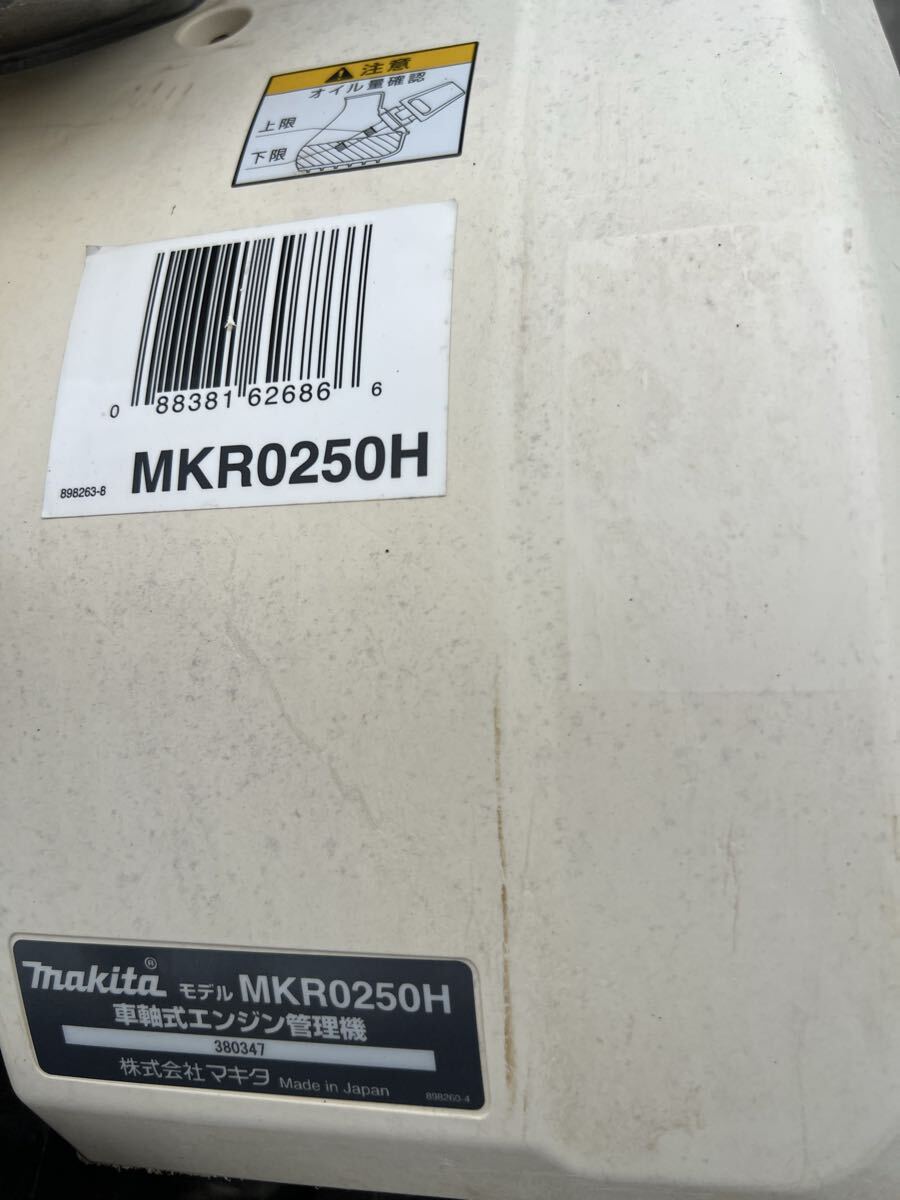 注意
オイル量確認
上限
下限
0 88381 62686 6
898263-8 MKR0250H
makita® モデル MKR0250H
車軸式エンジン管理機
380347
株式会社マキタ Made in Japan
898260-4